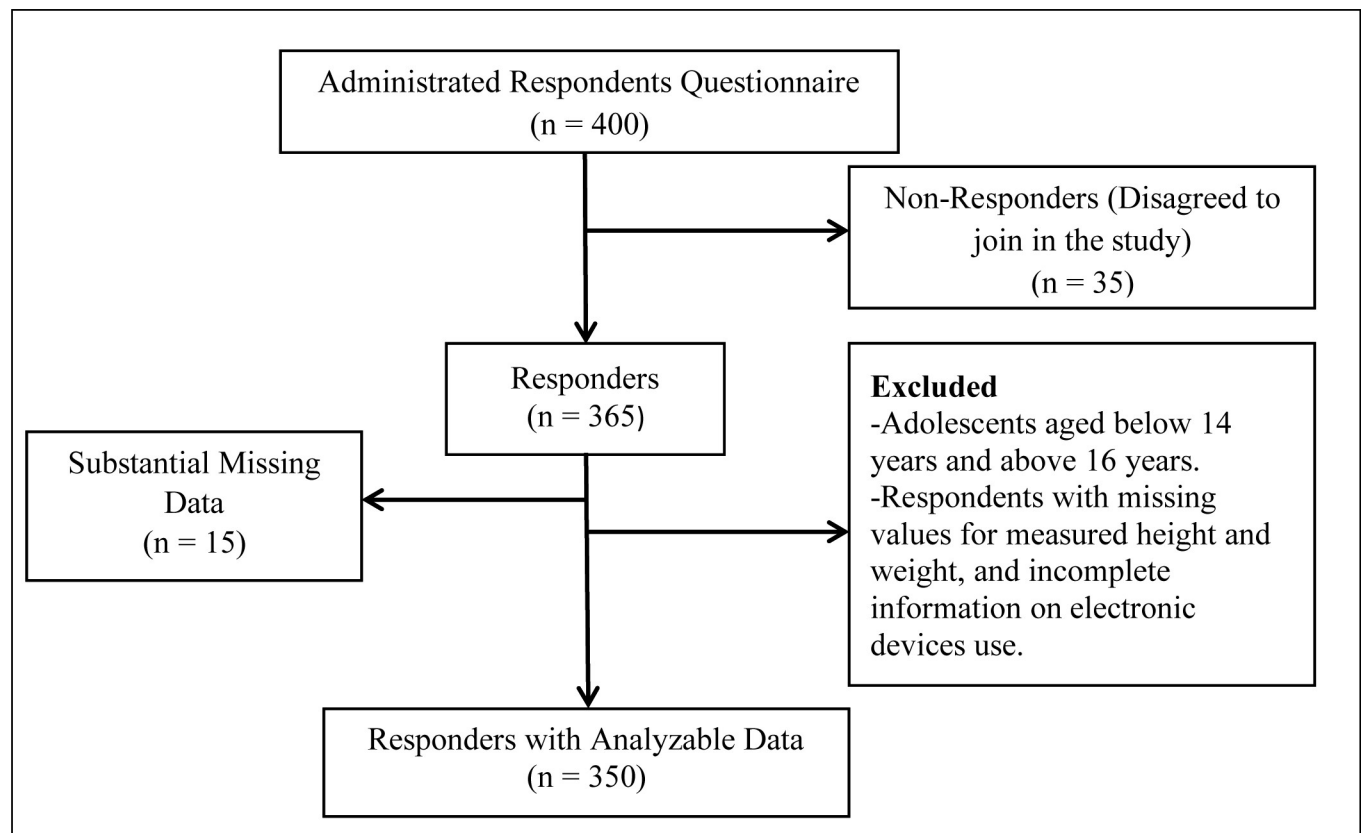 Administrated Respondents Questionnaire
(n = 400)
Non-Responders (Disagreed to
join in the study)
(n = 35)
Responders
(n = 365)
Excluded
-Adolescents aged below 14
years and above 16 years.
-Respondents with missing
values for measured height and
weight, and incomplete
information on electronic
devices use.
Substantial Missing
Data
(n = 15)
Responders with Analyzable Data
(n = 350)